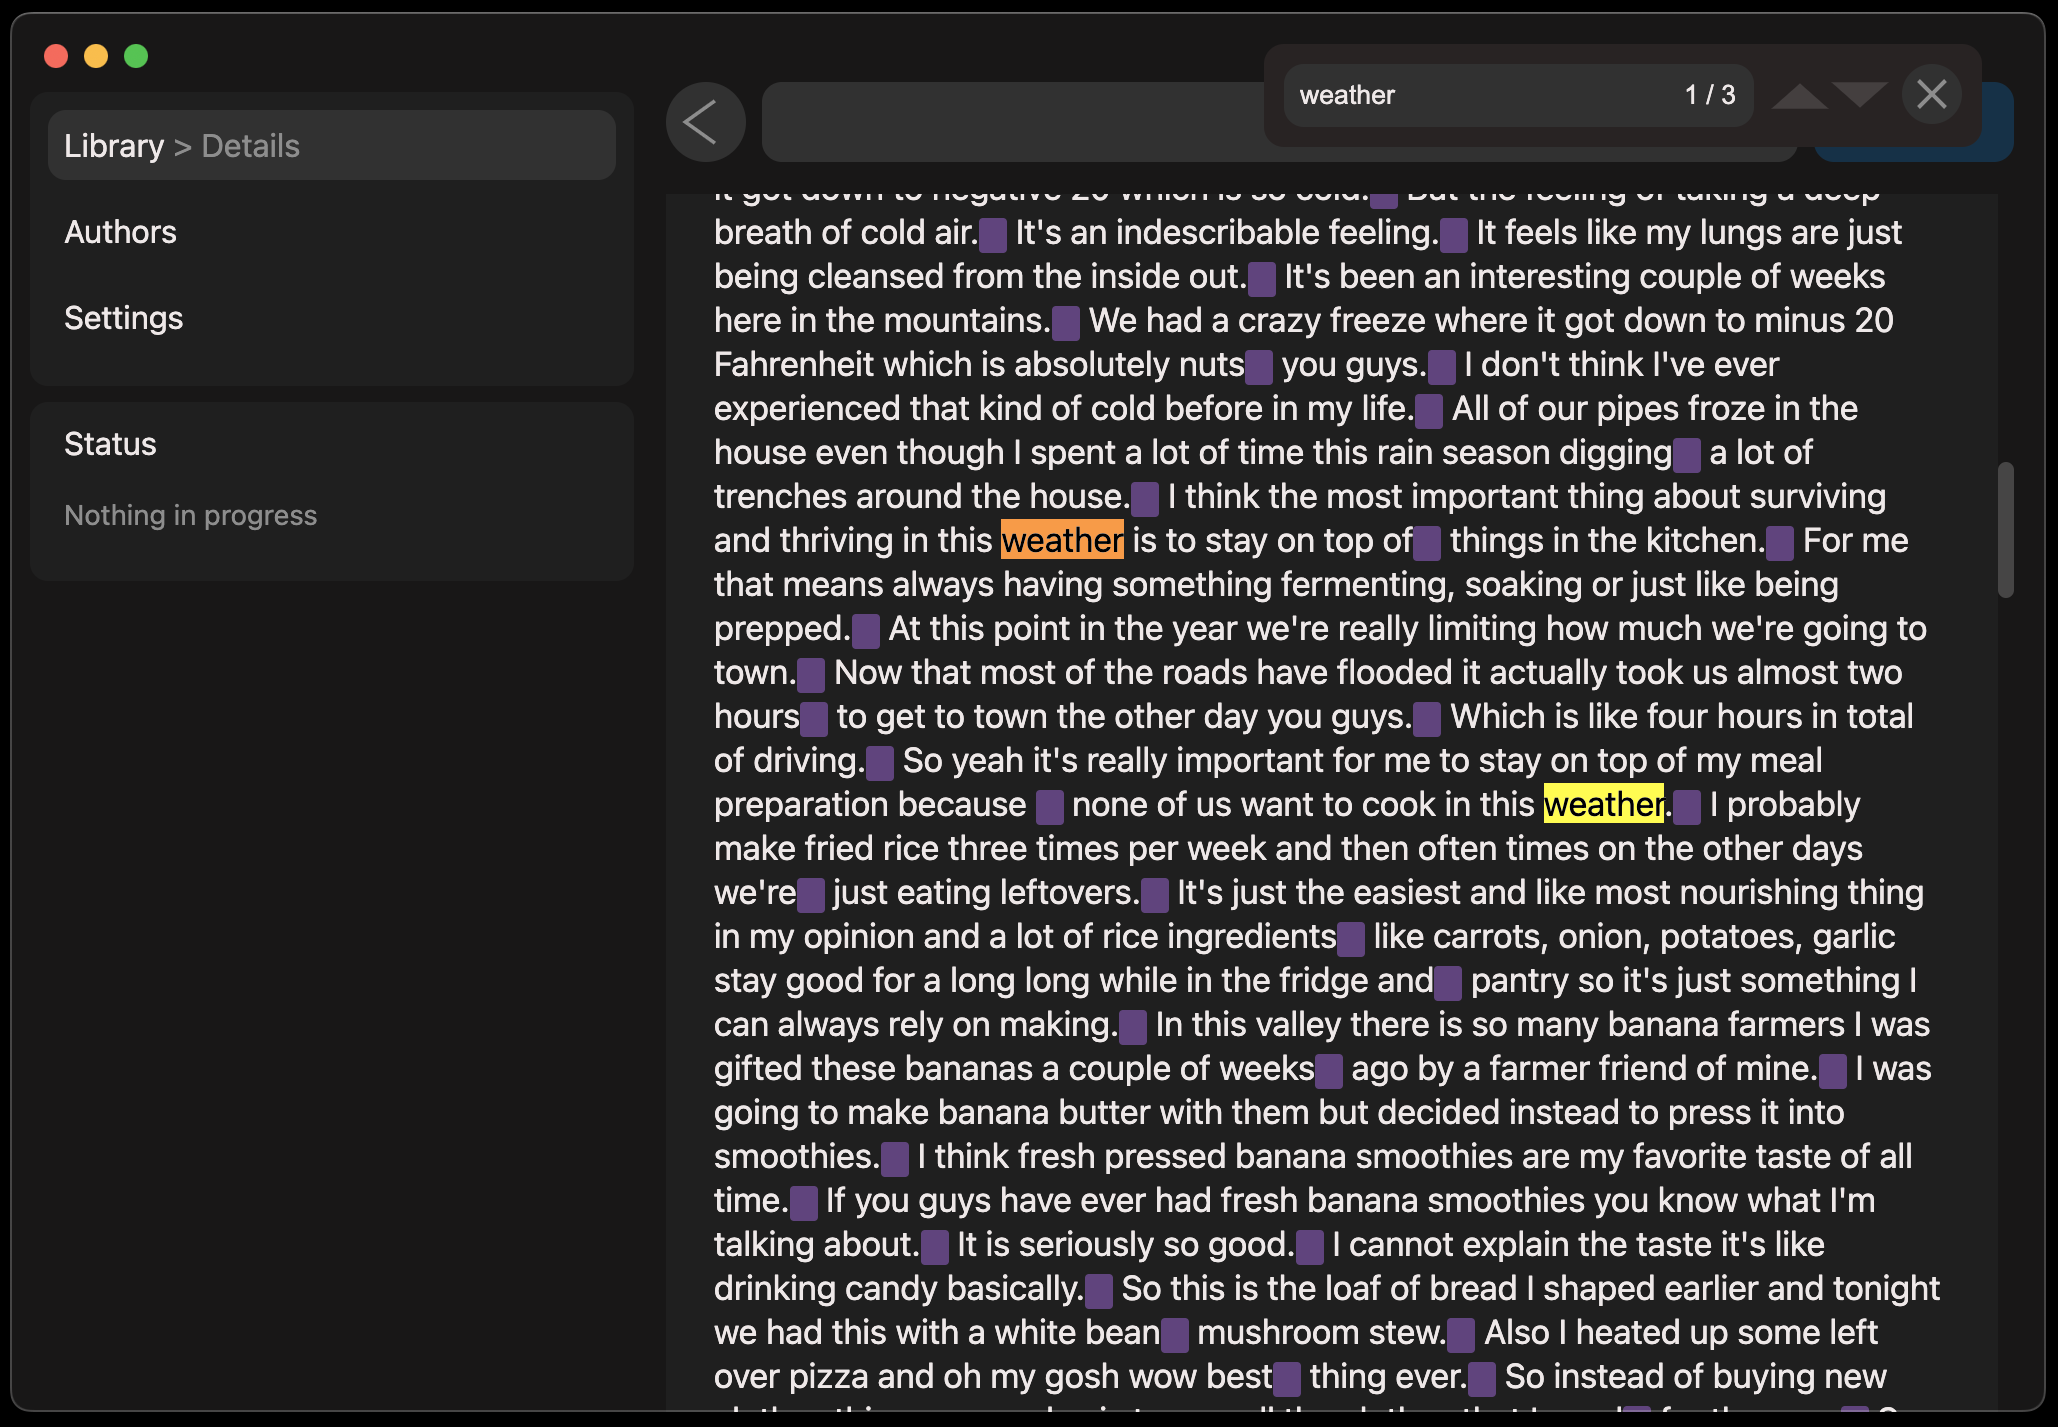 weather
1 / 3
Library > Details
Authors
Settings
Status
Nothing in progress
it got down to negative 20 which is so cold. But the feeling of taking a deep
breath of cold air. It's an indescribable feeling. It feels like my lungs are just
being cleansed from the inside out. It's been an interesting couple of weeks
here in the mountains. We had a crazy freeze where it got down to minus 20
Fahrenheit which is absolutely nuts you guys. I don't think I've ever
experienced that kind of cold before in my life. All of our pipes froze in the
house even though I spent a lot of time this rain season digging a lot of
trenches around the house. I think the most important thing about surviving
and thriving in this weather is to stay on top of things in the kitchen. For me
that means always having something fermenting, soaking or just like being
prepped. At this point in the year we're really limiting how much we're going to
town. Now that most of the roads have flooded it actually took us almost two
hours to get to town the other day you guys. Which is like four hours in total
of driving. So yeah it's really important for me to stay on top of my meal
preparation because none of us want to cook in this weather. I probably
make fried rice three times per week and then often times on the other days
we're just eating leftovers. It's just the easiest and like most nourishing thing
in my opinion and a lot of rice ingredients like carrots, onion, potatoes, garlic
stay good for a long long while in the fridge and pantry so it's just something I
can always rely on making. In this valley there is so many banana farmers I was
gifted these bananas a couple of weeks ago by a farmer friend of mine. I was
going to make banana butter with them but decided instead to press it into
smoothies. I think fresh pressed banana smoothies are my favorite taste of all
time. If you guys have ever had fresh banana smoothies you know what I'm
talking about. It is seriously so good. I cannot explain the taste it's like
drinking candy basically. So this is the loaf of bread I shaped earlier and tonight
we had this with a white bean mushroom stew. Also I heated up some left
over pizza and oh my gosh wow best thing ever. So instead of buying new